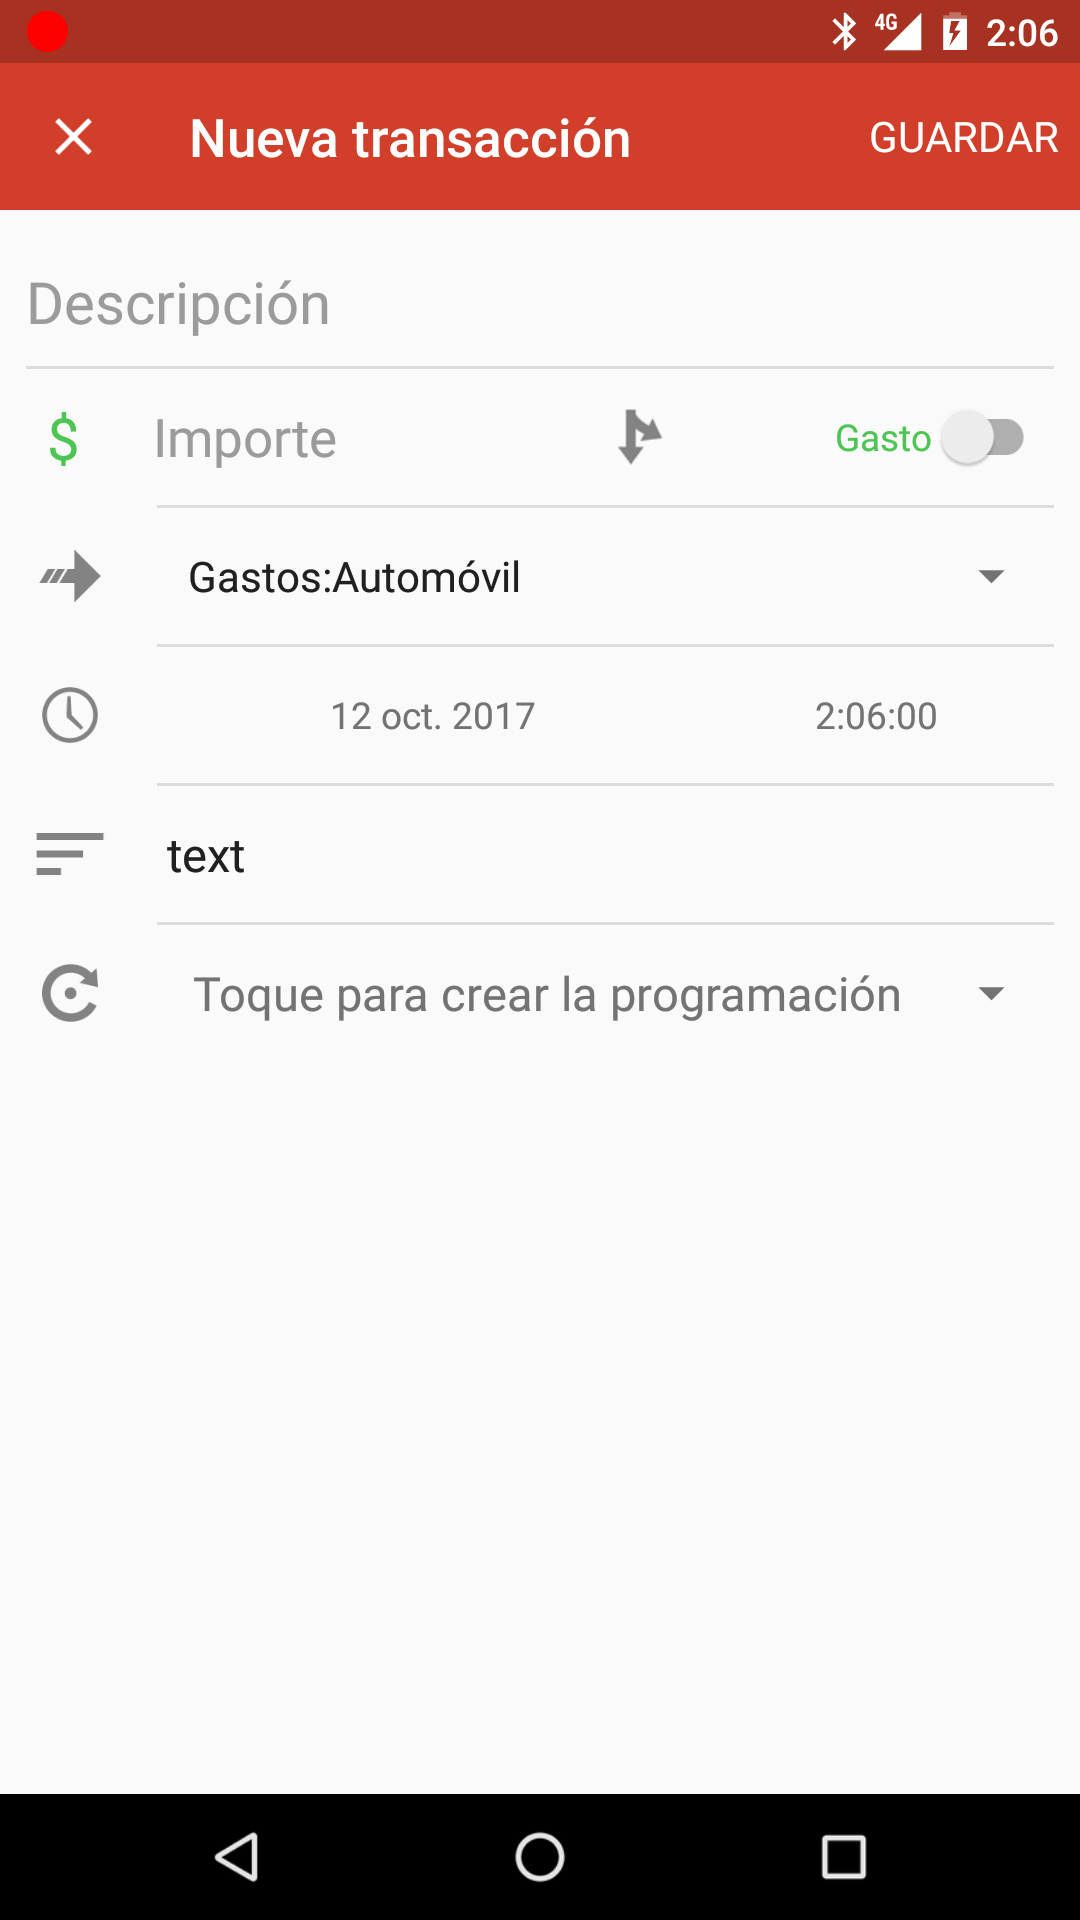 4G 2:06
Nueva transacción GUARDAR
Descripción
$ Importe Gasto
Gastos:Automóvil
12 oct. 2017 2:06:00
text
Toque para crear la programación